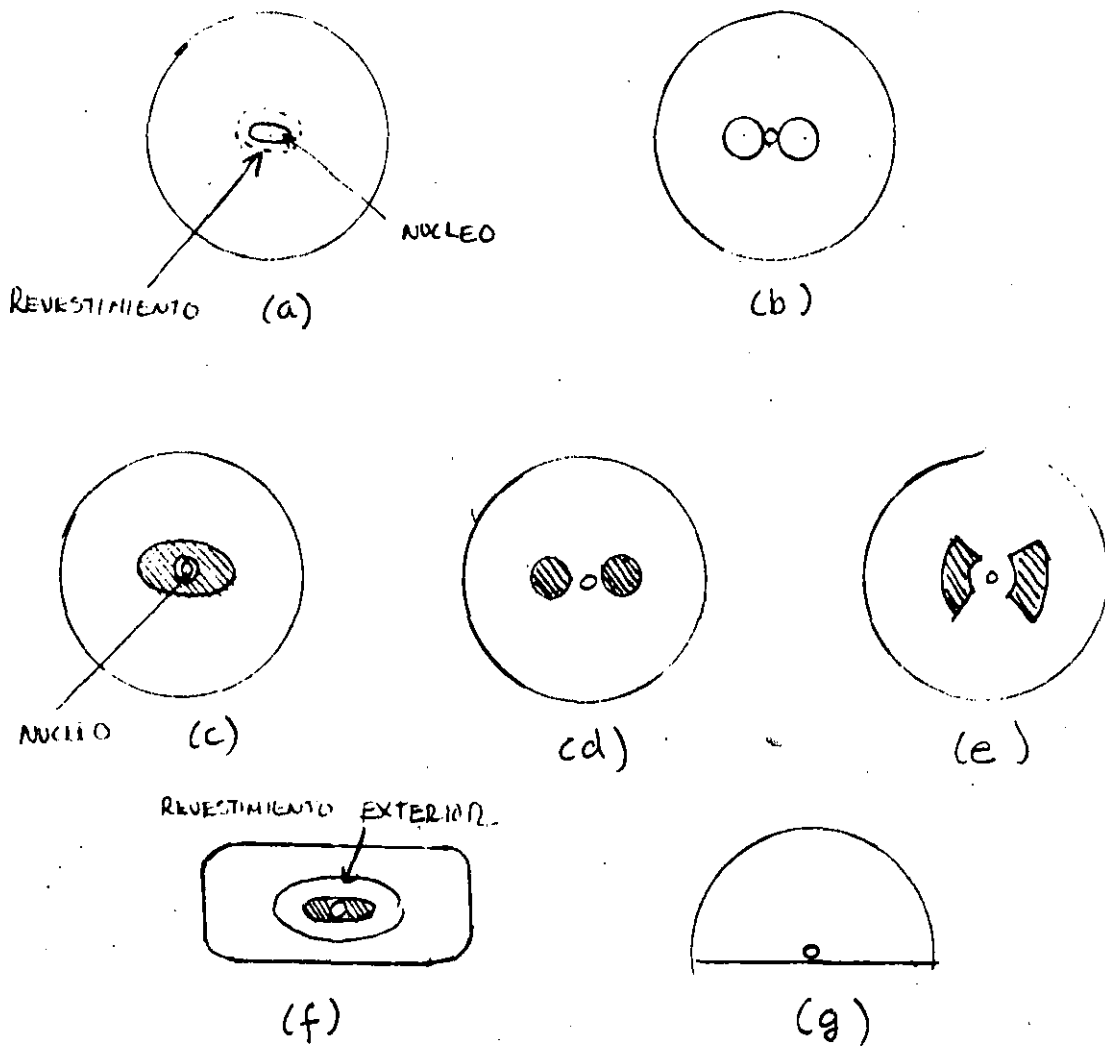 NUCLEO
REVESTIMIENTO
(a)
(b)
NUCLEO
(c)
(d)
(e)
REVESTIMIENTO EXTERIOR
(f)
(g)